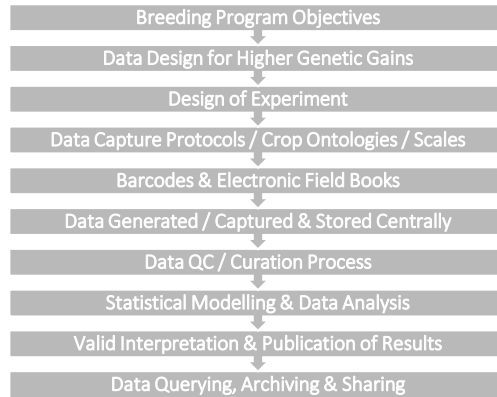 Breeding Program Objectives
Data Design for Higher Genetic Gains
Design of Experiment
Data Capture Protocols / Crop Ontologies / Scales
Barcodes & Electronic Field Books
Data Generated / Captured & Stored Centrally
Data QC / Curation Process
Statistical Modelling & Data Analysis
Valid Interpretation & Publication of Results
Data Querying, Archiving & Sharing